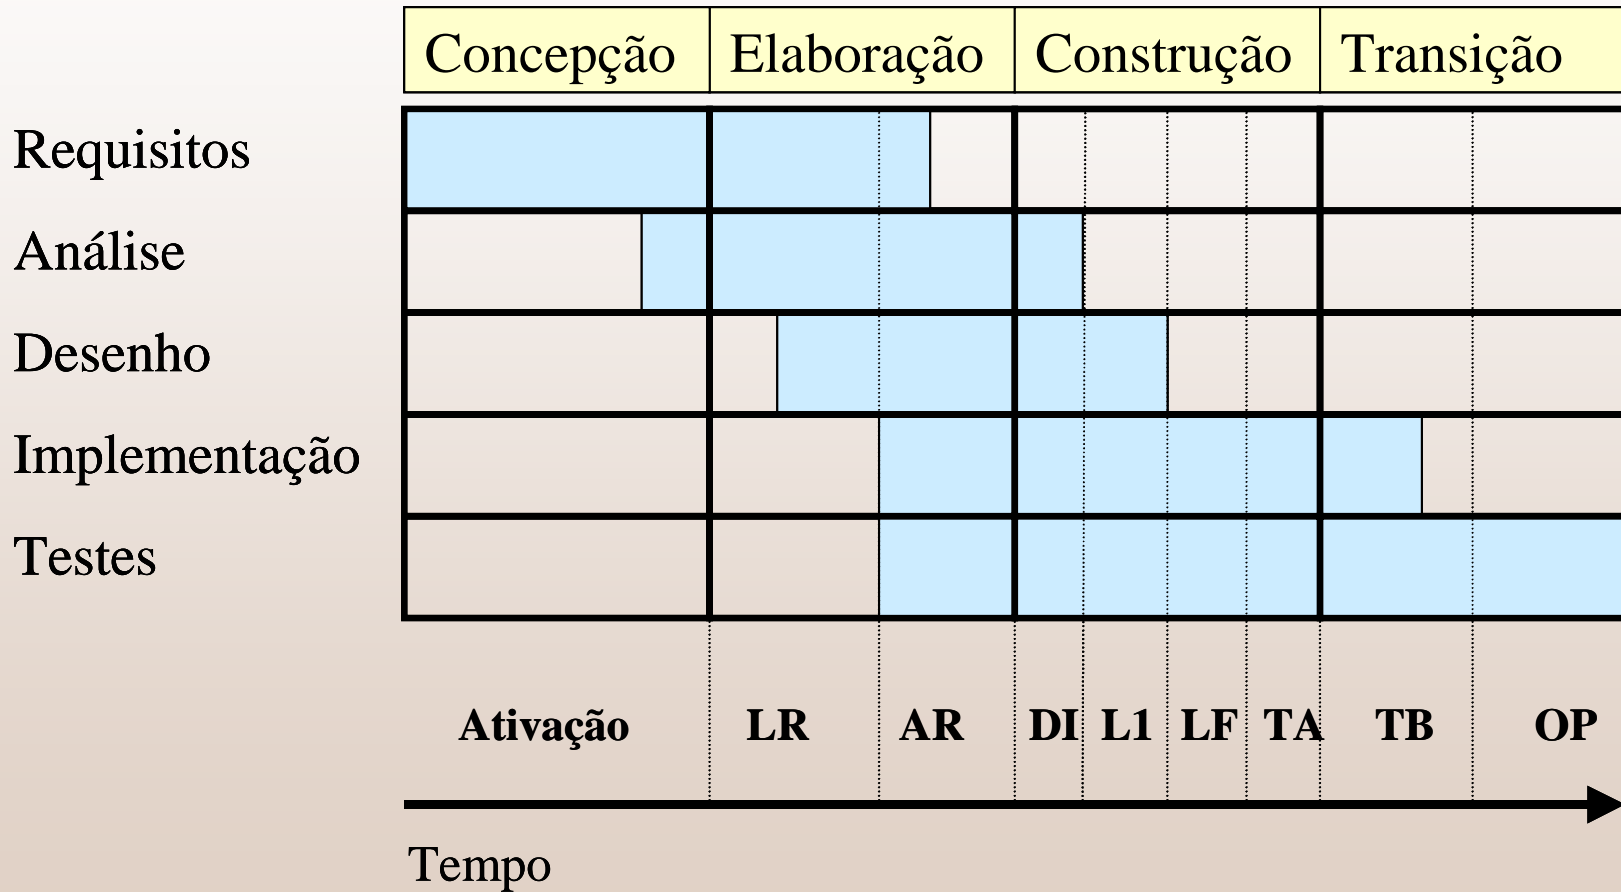 Concepção Elaboração Construção Transição
Requisitos
Análise
Desenho
Implementação
Testes
Ativação LR AR DI L1 LF TA TB OP
Tempo